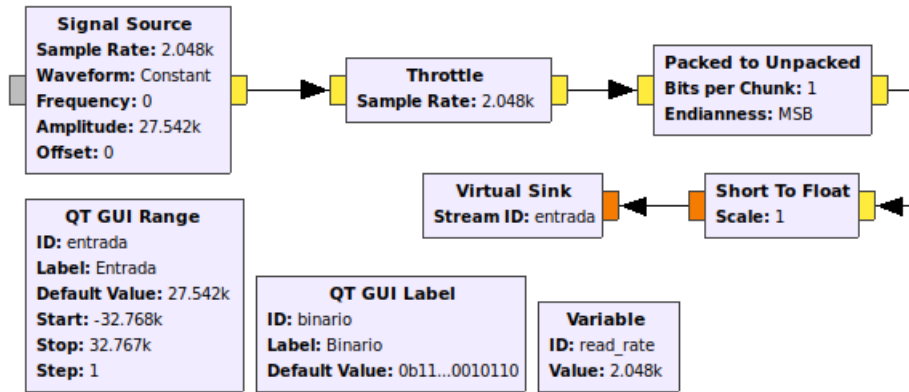 Signal Source
Sample Rate: 2.048k
Waveform: Constant
Frequency: 0
Amplitude: 27.542k
Offset: 0
Throttle
Sample Rate: 2.048k
Packed to Unpacked
Bits per Chunk: 1
Endianness: MSB
Virtual Sink
Stream ID: entrada
Short To Float
Scale: 1
QT GUI Range
ID: entrada
Label: Entrada
Default Value: 27.542k
Start: -32.768k
Stop: 32.767k
Step: 1
QT GUI Label
ID: binario
Label: Binario
Default Value: 0b11...0010110
Variable
ID: read_rate
Value: 2.048k